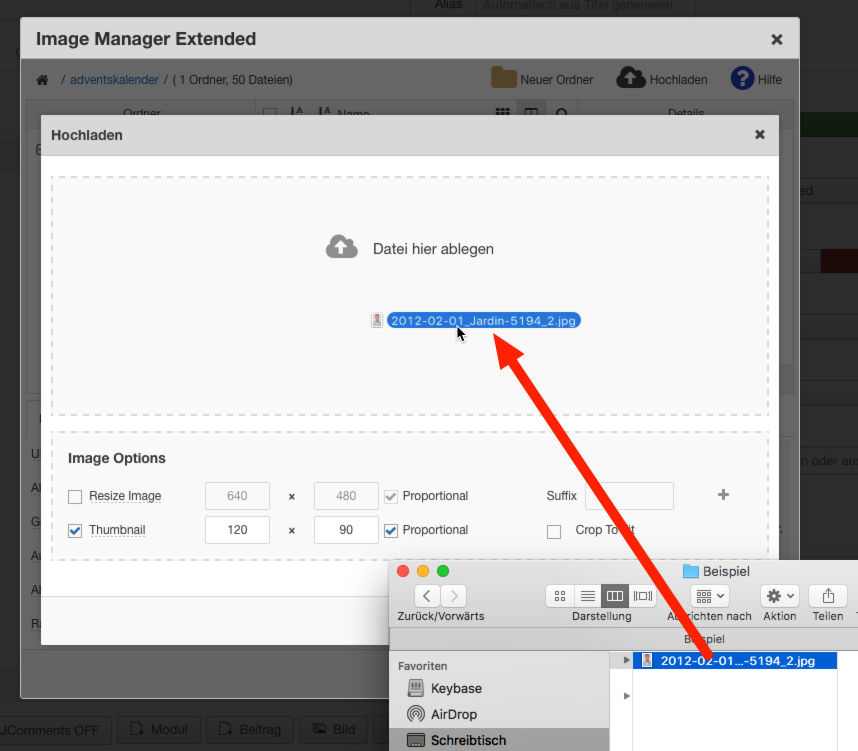 Alias Automatisch aus Titel generieren
Image Manager Extended
/ adventskalender / ( 1 Ordner, 50 Dateien)
Neuer Ordner
Hochladen
Hilfe
Ordner
Name
Details
Hochladen
Datei hier ablegen
2012-02-01_Jardin-5194_2.jpg
n oder aus
Image Options
Resize Image 640 × 480 Proportional Suffix
Thumbnail 120 × 90 Proportional Crop To Fit
Beispiel
Zurück/Vorwärts Darstellung Ausrichten nach Aktion Teilen
Beispiel
Favoriten
2012-02-01...-5194_2.jpg
Keybase
AirDrop
Schreibtisch
JComments OFF
Modul
Beitrag
Bild